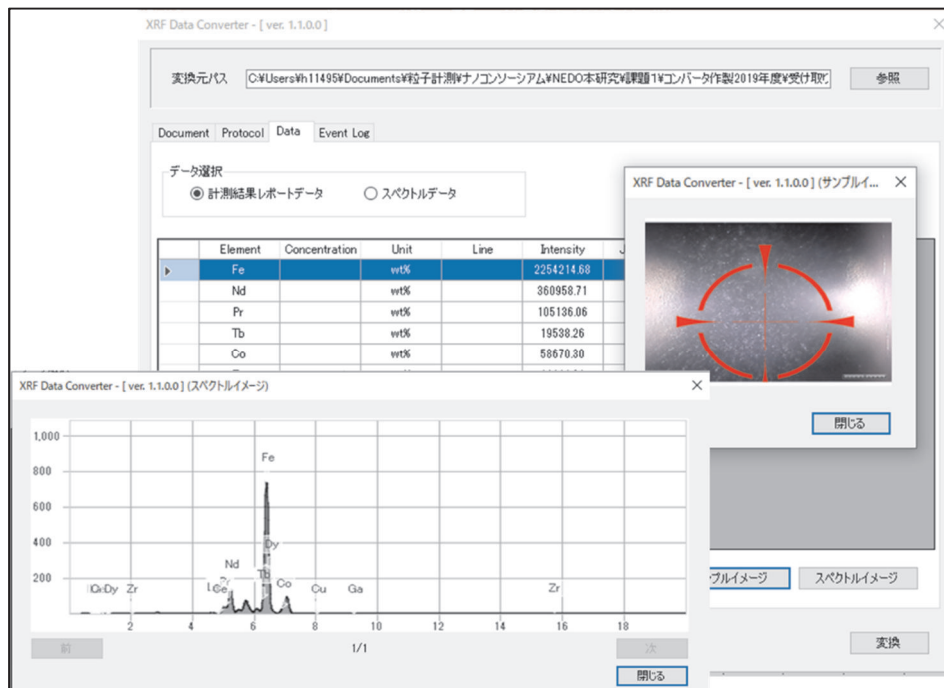 XRF Data Converter - [ ver. 1.1.0.0 ]
変換元パス
C:¥Users¥h11495¥Documents¥粒子計測¥ナノコンソーシアム¥NEDO本研究¥課題1¥コンバータ作製2019年度¥受け取
参照
Document Protocol Data Event Log
データ選択
計測結果レポートデータ スペクトルデータ
Element Concentration Unit Line Intensity
Fe wt% 2254214.68
Nd wt% 360958.71
Pr wt% 105136.06
Tb wt% 19538.26
Co wt% 58670.30
XRF Data Converter - [ ver. 1.1.0.0 ] (サンプルイ...
閉じる
プルイメージ スペクトルイメージ
変換
XRF Data Converter - [ ver. 1.1.0.0 ] (スペクトルイメージ)
1,000
800
600
400
200
Fe
Dy
Nd
Tb
Co
Dy Zr Ce Cu Ga Zr
2 4 6 8 10 12 14 16 18
前 1/1 次
閉じる